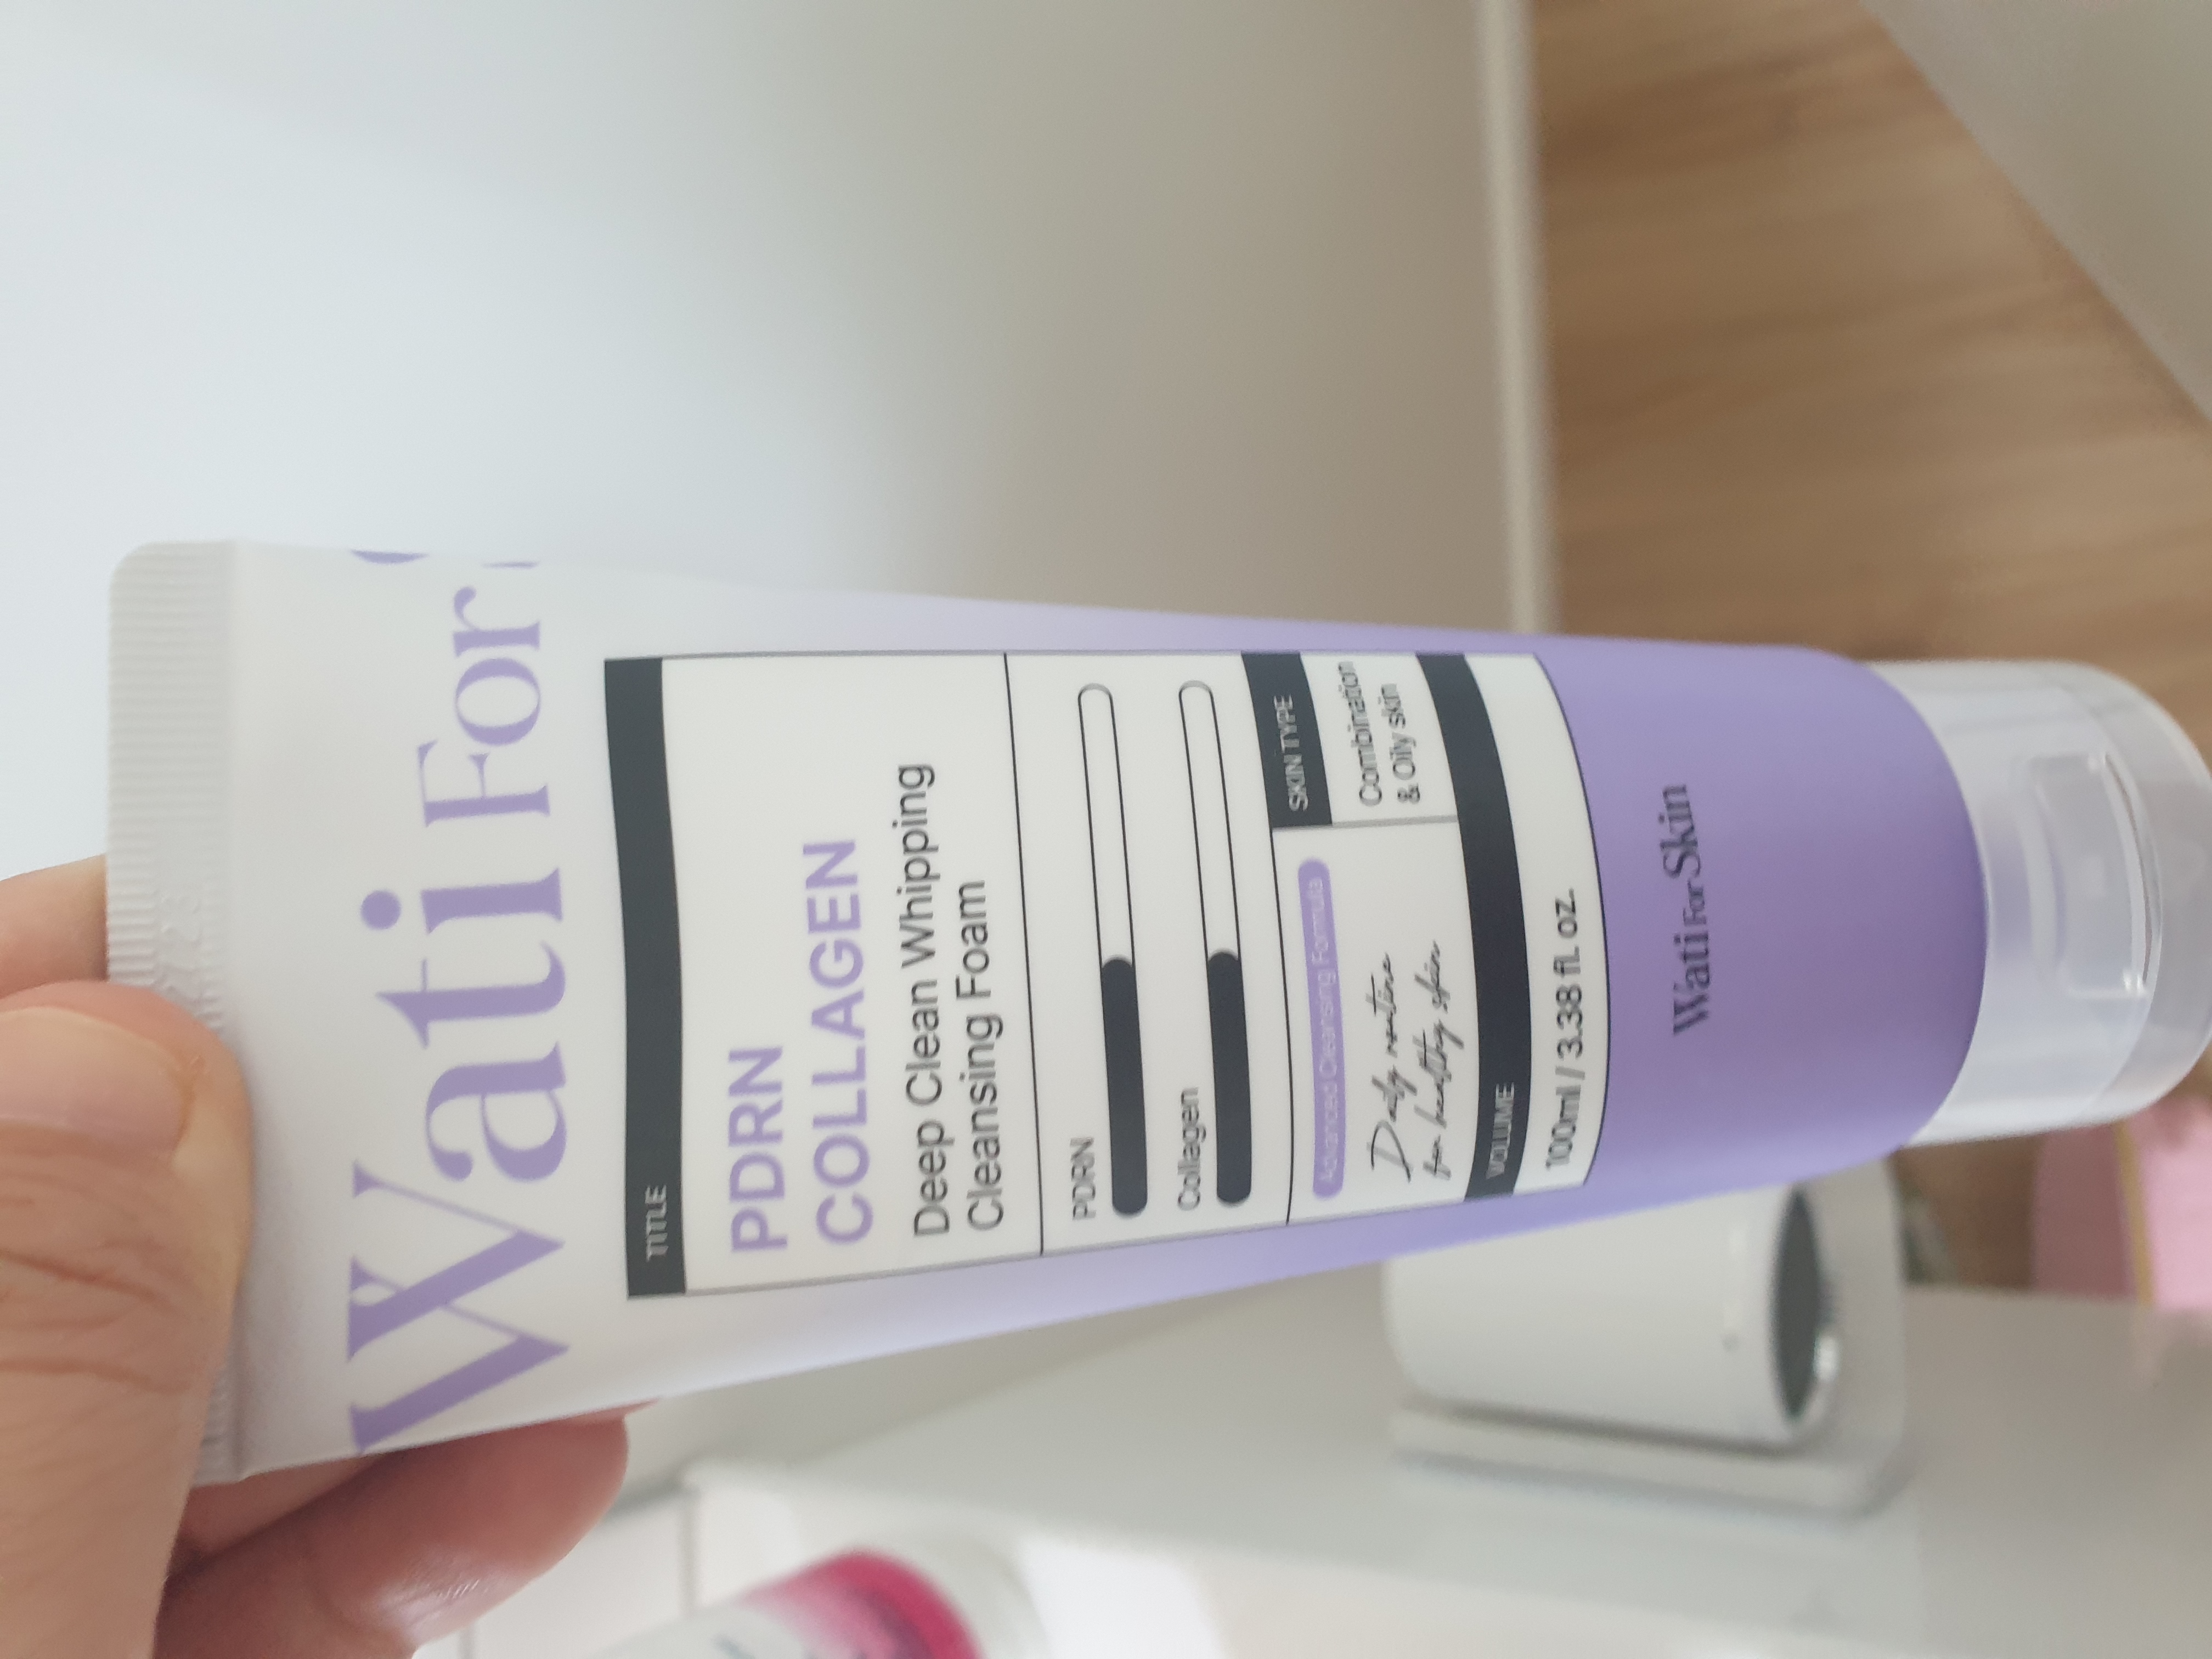 Wati For
TITLE
PDRN
COLLAGEN
Deep Clean Whipping
Cleansing Foam
PDRN
Collagen
Advanced Cleansing Formula
Daily routine
for healthy skin
SKIN TYPE
Combination
& Oily skin
VOLUME
100ml / 3.38 fl. oz.
Wati For Skin